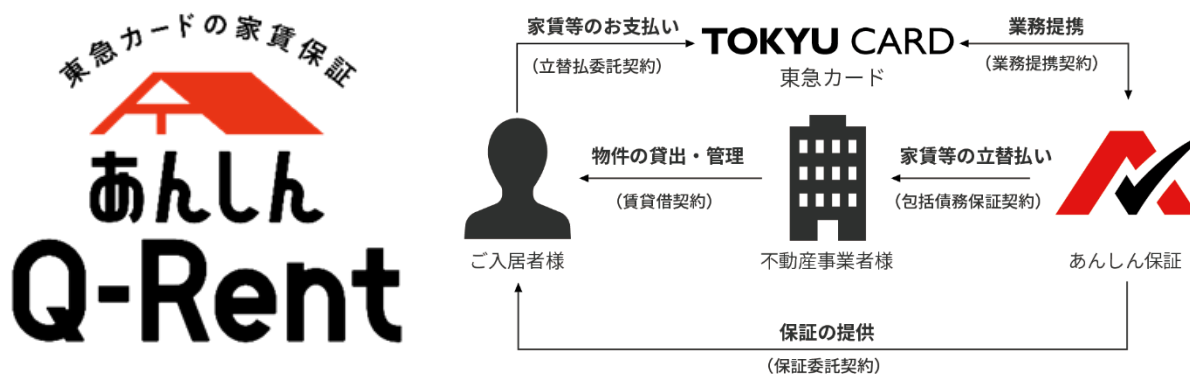 東急カードの家賃保証
あんしん
Q-Rent
家賃等のお支払い
（立替払委託契約）
TOKYU CARD
東急カード
業務提携
（業務提携契約）
物件の貸出・管理
（賃貸借契約）
家賃等の立替払い
（包括債務保証契約）
ご入居者様
不動産事業者様
あんしん保証
保証の提供
（保証委託契約）